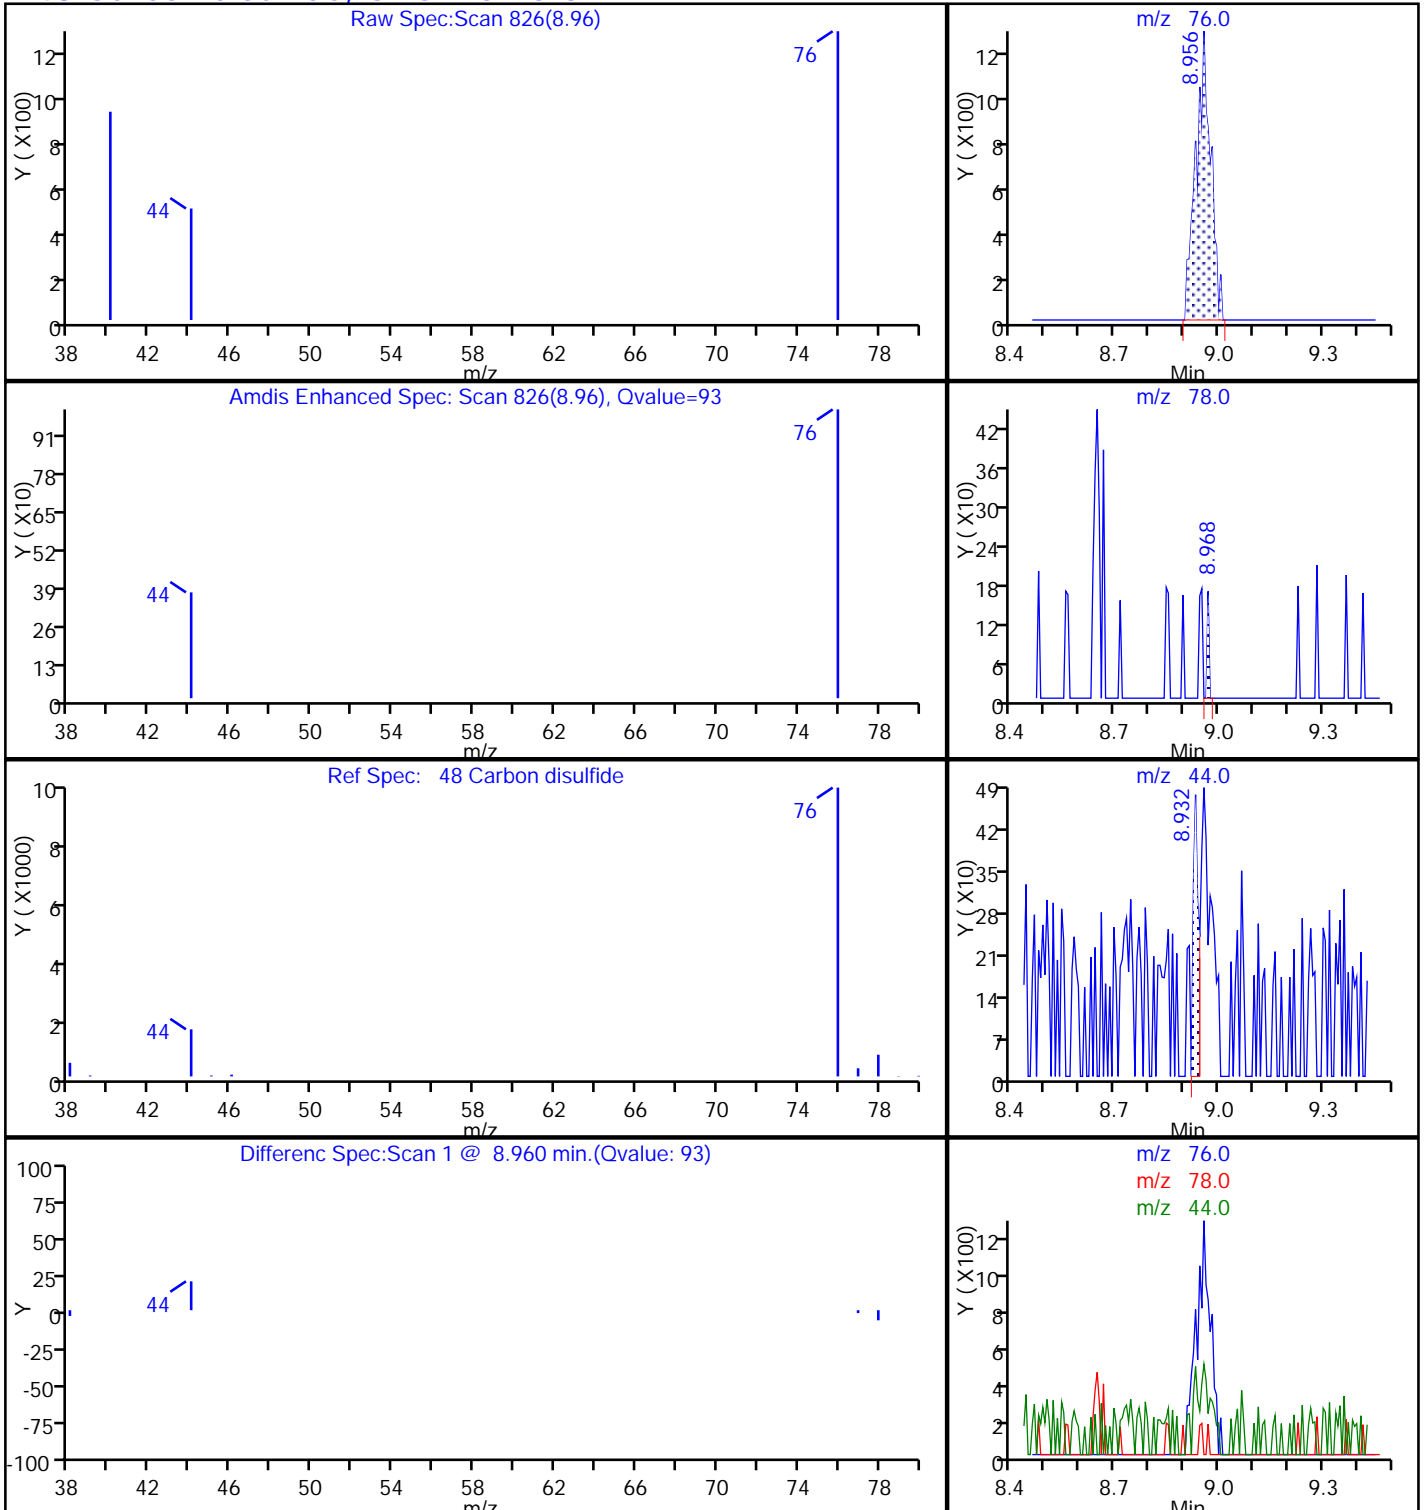 Raw Spec:Scan 826(8.96)
12
10
8
6
4
2
0
Y ( X100)
76
44
38 42 46 50 54 58 62 66 70 74 78
m/z
m/z 76.0
12
10
8
6
4
2
0
Y ( X100)
8.956
8.4 8.7 9.0 9.3
Min
Amdis Enhanced Spec: Scan 826(8.96), Qvalue=93
91
78
65
52
39
26
13
0
Y ( X10)
76
44
38 42 46 50 54 58 62 66 70 74 78
m/z
m/z 78.0
42
36
30
24
18
12
6
0
Y ( X10)
8.968
8.4 8.7 9.0 9.3
Min
Ref Spec: 48 Carbon disulfide
10
8
6
4
2
0
Y ( X1000)
76
44
38 42 46 50 54 58 62 66 70 74 78
m/z
m/z 44.0
49
42
35
28
21
14
7
0
Y ( X10)
8.932
8.4 8.7 9.0 9.3
Min
Differenc Spec:Scan 1 @ 8.960 min.(Qvalue: 93)
100
75
50
25
0
-25
-50
-75
-100
Y
44
38 42 46 50 54 58 62 66 70 74 78
m/z
m/z 76.0
m/z 78.0
m/z 44.0
12
10
8
6
4
2
0
Y ( X100)
8.4 8.7 9.0 9.3
Min